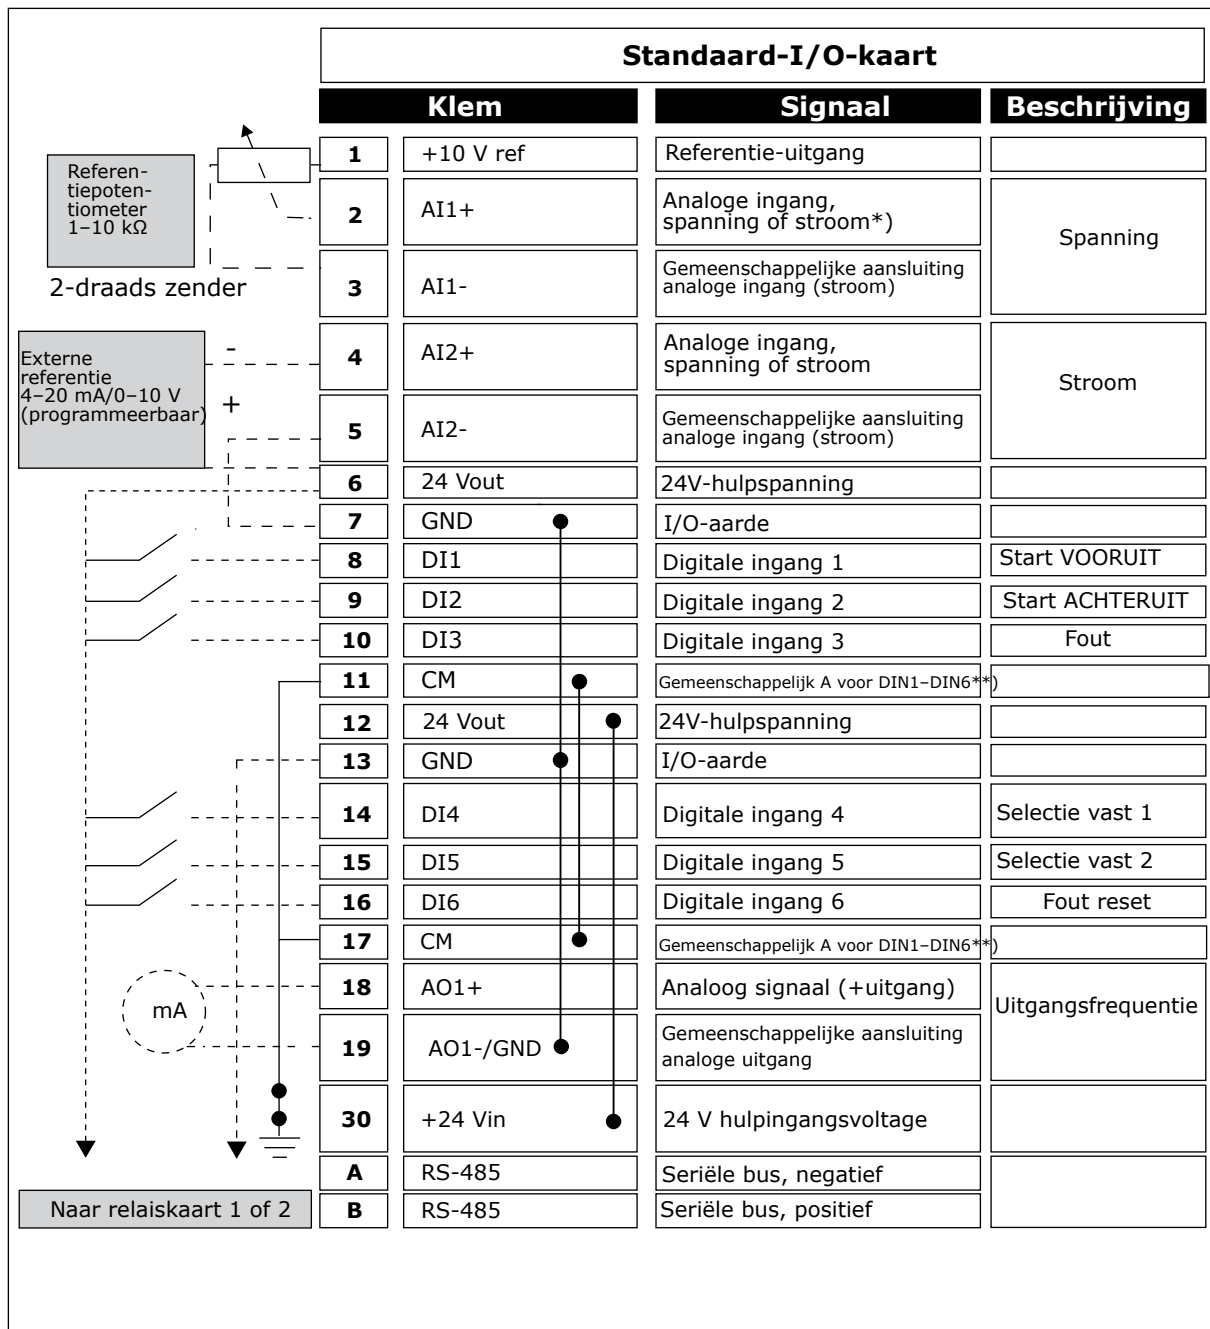 Standaard-I/O-kaart
Klem Signaal Beschrijving
Referen-
tiepoten-
tiometer
1–10 kΩ
1 +10 V ref Referentie-uitgang
2 AI1+ Analoge ingang,
spanning of stroom*)
Spanning
2-draads zender
3 AI1- Gemeenschappelijke aansluiting
analoge ingang (stroom)
Externe
referentie
4–20 mA/0–10 V
(programmeerbaar)
-
+
4 AI2+ Analoge ingang,
spanning of stroom
Stroom
5 AI2- Gemeenschappelijke aansluiting
analoge ingang (stroom)
6 24 Vout 24V-hulpspanning
7 GND I/O-aarde
8 DI1 Digitale ingang 1 Start VOORUIT
9 DI2 Digitale ingang 2 Start ACHTERUIT
10 DI3 Digitale ingang 3 Fout
11 CM Gemeenschappelijk A voor DIN1–DIN6**)
12 24 Vout 24V-hulpspanning
13 GND I/O-aarde
14 DI4 Digitale ingang 4 Selectie vast 1
15 DI5 Digitale ingang 5 Selectie vast 2
16 DI6 Digitale ingang 6 Fout reset
17 CM Gemeenschappelijk A voor DIN1–DIN6**)
mA
18 AO1+ Analoog signaal (+uitgang)
Uitgangsfrequentie
19 AO1-/GND Gemeenschappelijke aansluiting
analoge uitgang
30 +24 Vin 24 V hulpingangsvoltage
A RS-485 Seriële bus, negatief
Naar relaiskaart 1 of 2
B RS-485 Seriële bus, positief